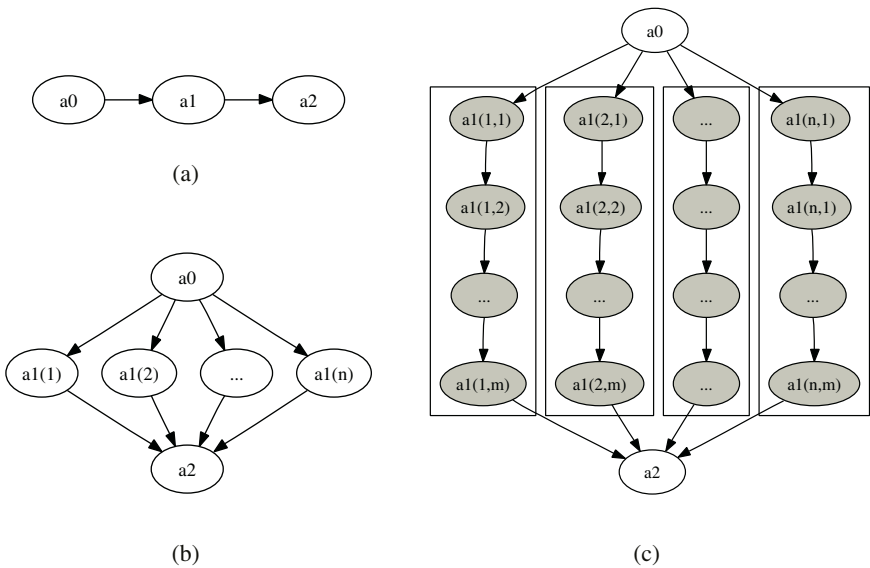 a0 a1 a2
(a)
a0
a1(1) a1(2) ... a1(n)
a2
(b)
a0
a1(1,1) a1(2,1) ... a1(n,1)
a1(1,2) a1(2,2) ... a1(n,1)
... ... ... ...
a1(1,m) a1(2,m) ... a1(n,m)
a2
(c)